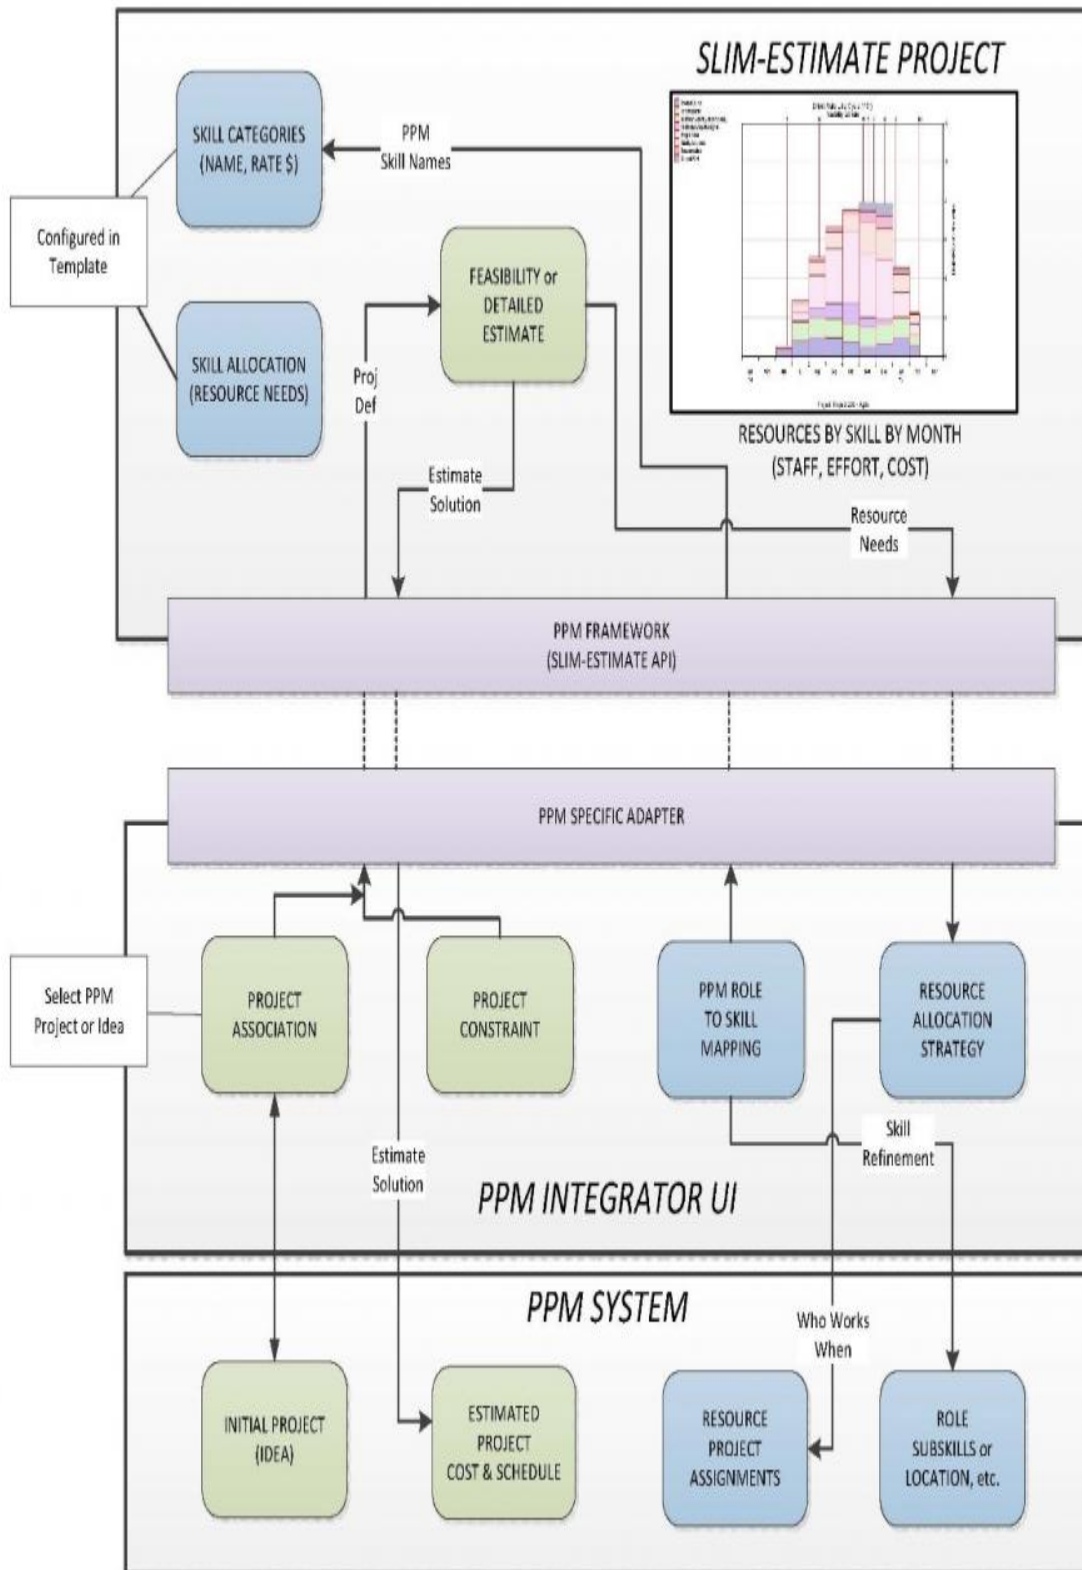 SLIM-ESTIMATE PROJECT
SKILL CATEGORIES
(NAME, RATE $)
PPM
Skill Names
Configured in
Template
FEASIBILITY or
DETAILED
ESTIMATE
SKILL ALLOCATION
(RESOURCE NEEDS)
Proj
Def
RESOURCES BY SKILL BY MONTH
(STAFF, EFFORT, COST)
Estimate
Solution
Resource
Needs
PPM FRAMEWORK
(SLIM-ESTIMATE API)
PPM SPECIFIC ADAPTER
Select PPM
Project or Idea
PROJECT
ASSOCIATION
PROJECT
CONSTRAINT
PPM ROLE
TO SKILL
MAPPING
RESOURCE
ALLOCATION
STRATEGY
Estimate
Solution
Skill
Refinement
PPM INTEGRATOR UI
PPM SYSTEM
Who Works
When
INITIAL PROJECT
(IDEA)
ESTIMATED
PROJECT
COST & SCHEDULE
RESOURCE
PROJECT
ASSIGNMENTS
ROLE
SUBSKILLS or
LOCATION, etc.